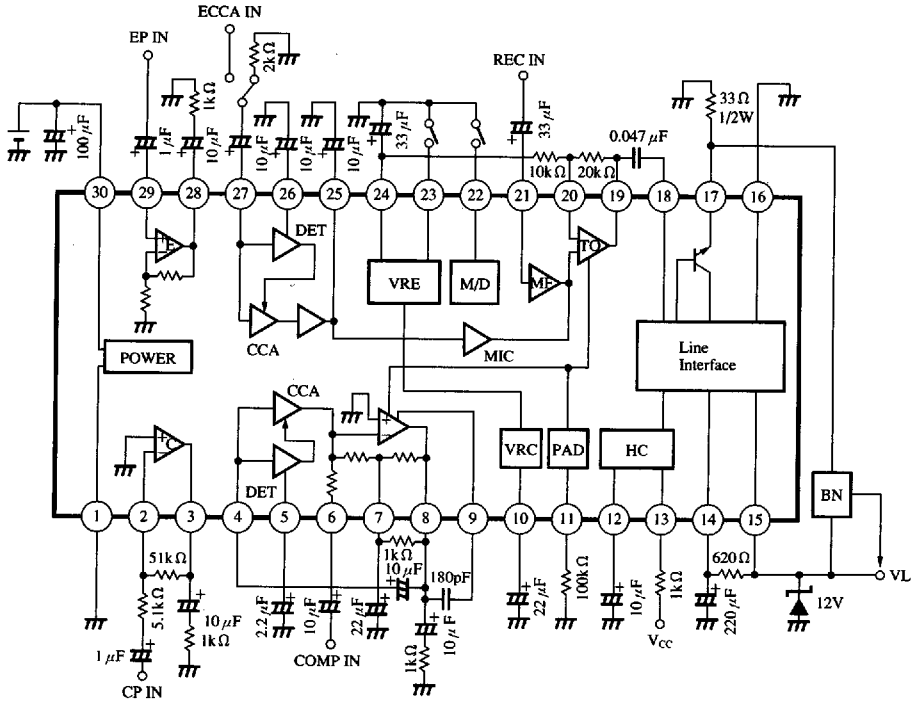 ECCA IN
EP IN
2kΩ
REC IN
1kΩ
33Ω
1/2W
100μF
1μF
10μF
10μF
10μF
10μF
33μF
33μF
0.047μF
10kΩ
20kΩ
30
29
28
27
26
25
24
23
22
21
20
19
18
17
16
E
DET
VRE
M/D
MF
TO
CCA
MIC
POWER
Line
Interface
CCA
C
DET
VRC
PAD
HC
BN
1
2
3
4
5
6
7
8
9
10
11
12
13
14
15
51kΩ
5.1kΩ
10μF
1kΩ
1μF
CP IN
2.2μF
10μF
COMP IN
22μF
1kΩ
10μF
180pF
10μF
1kΩ
22μF
100kΩ
10μF
1kΩ
VCC
620Ω
220μF
12V
VL